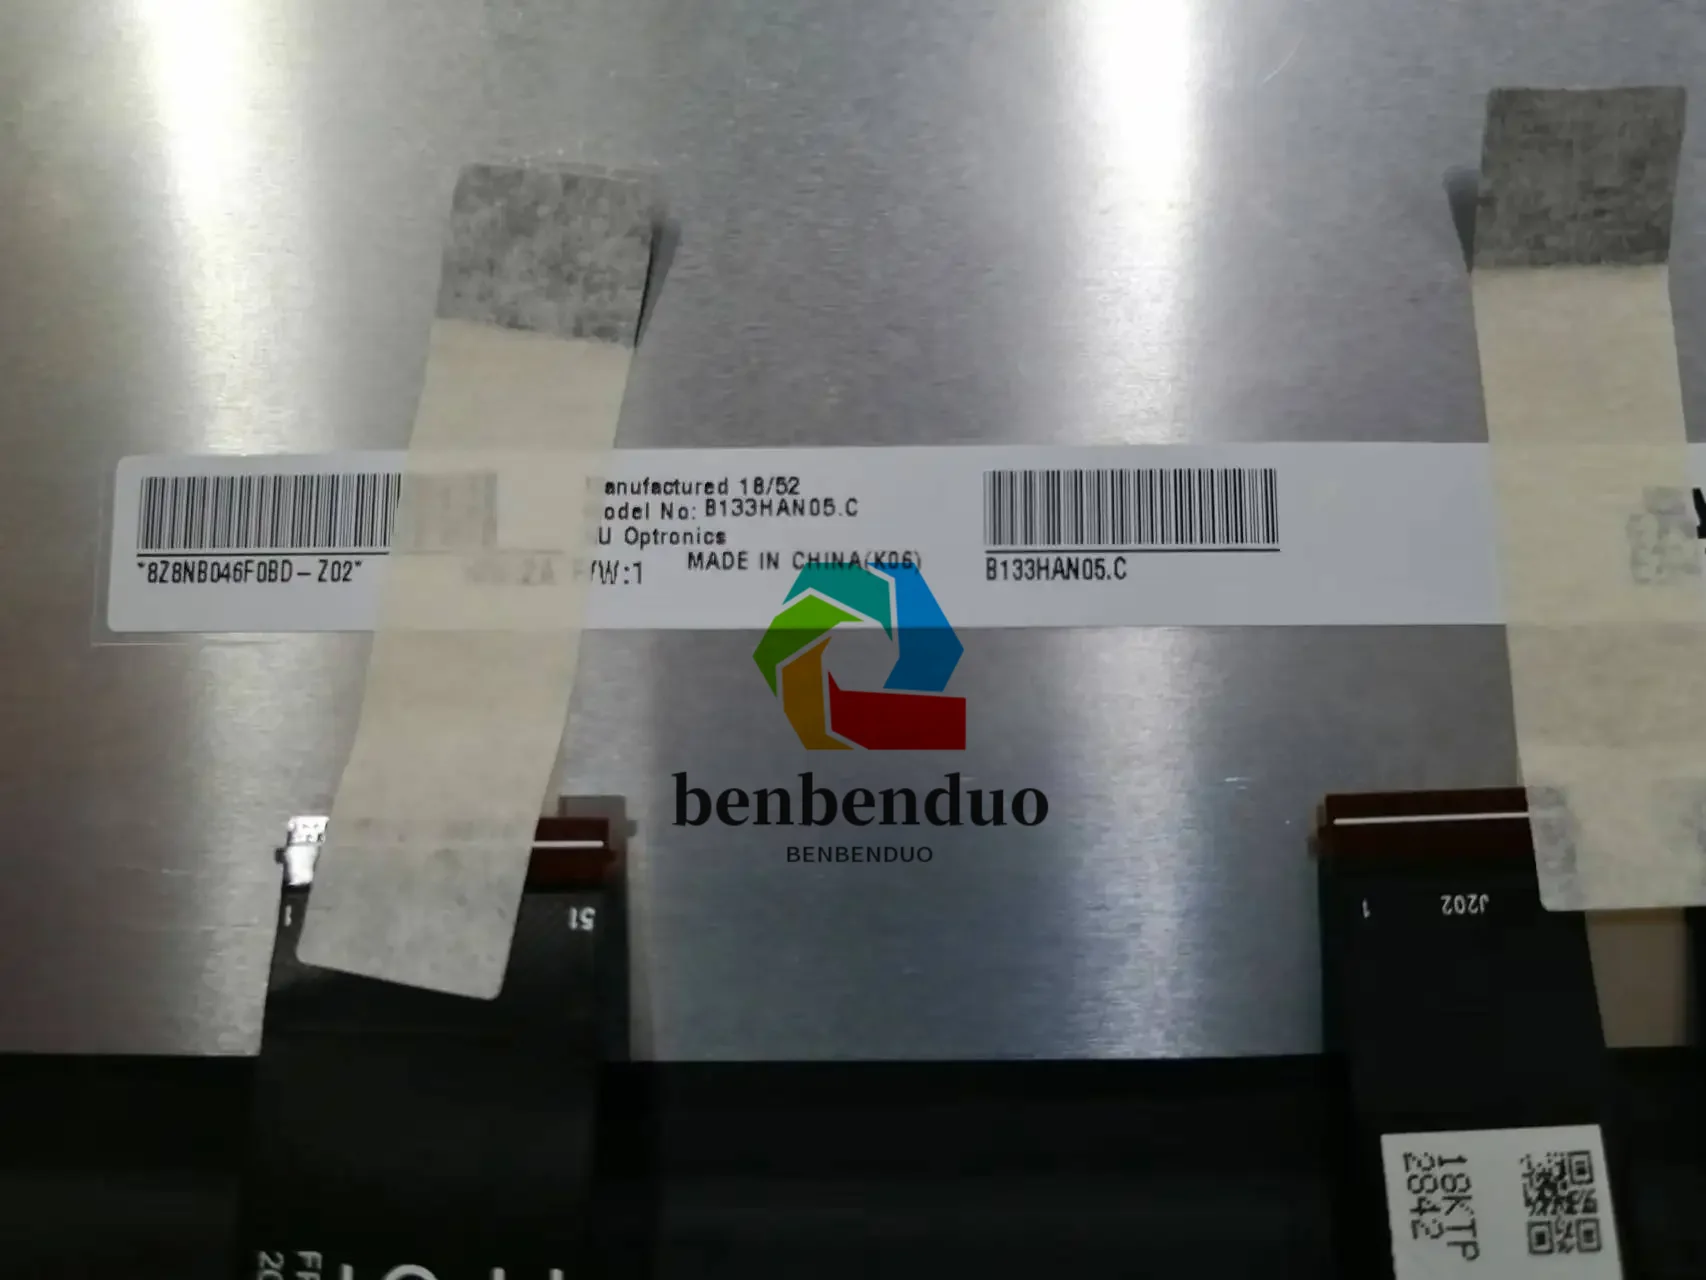 anufactured 18/52
odel No: B133HAN05.C
U Optronics
MADE IN CHINA(K06)
"8Z8NB046F0BD-Z02"
2A /W:1
B133HAN05.C
benbenduo
BENBENDUO
1
51
1
J202
18KTP
2842